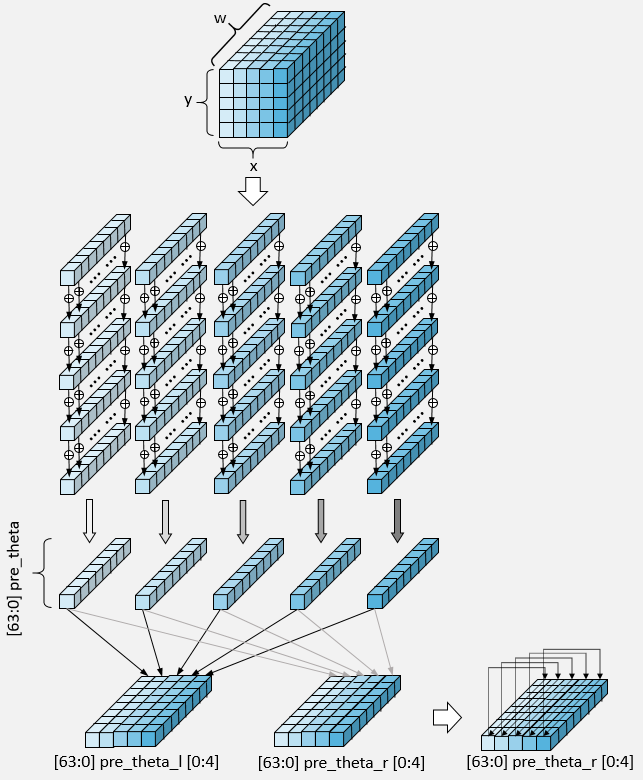 w
y
x
[63:0] pre_theta
[63:0] pre_theta_l [0:4]
[63:0] pre_theta_r [0:4]
[63:0] pre_theta_r [0:4]